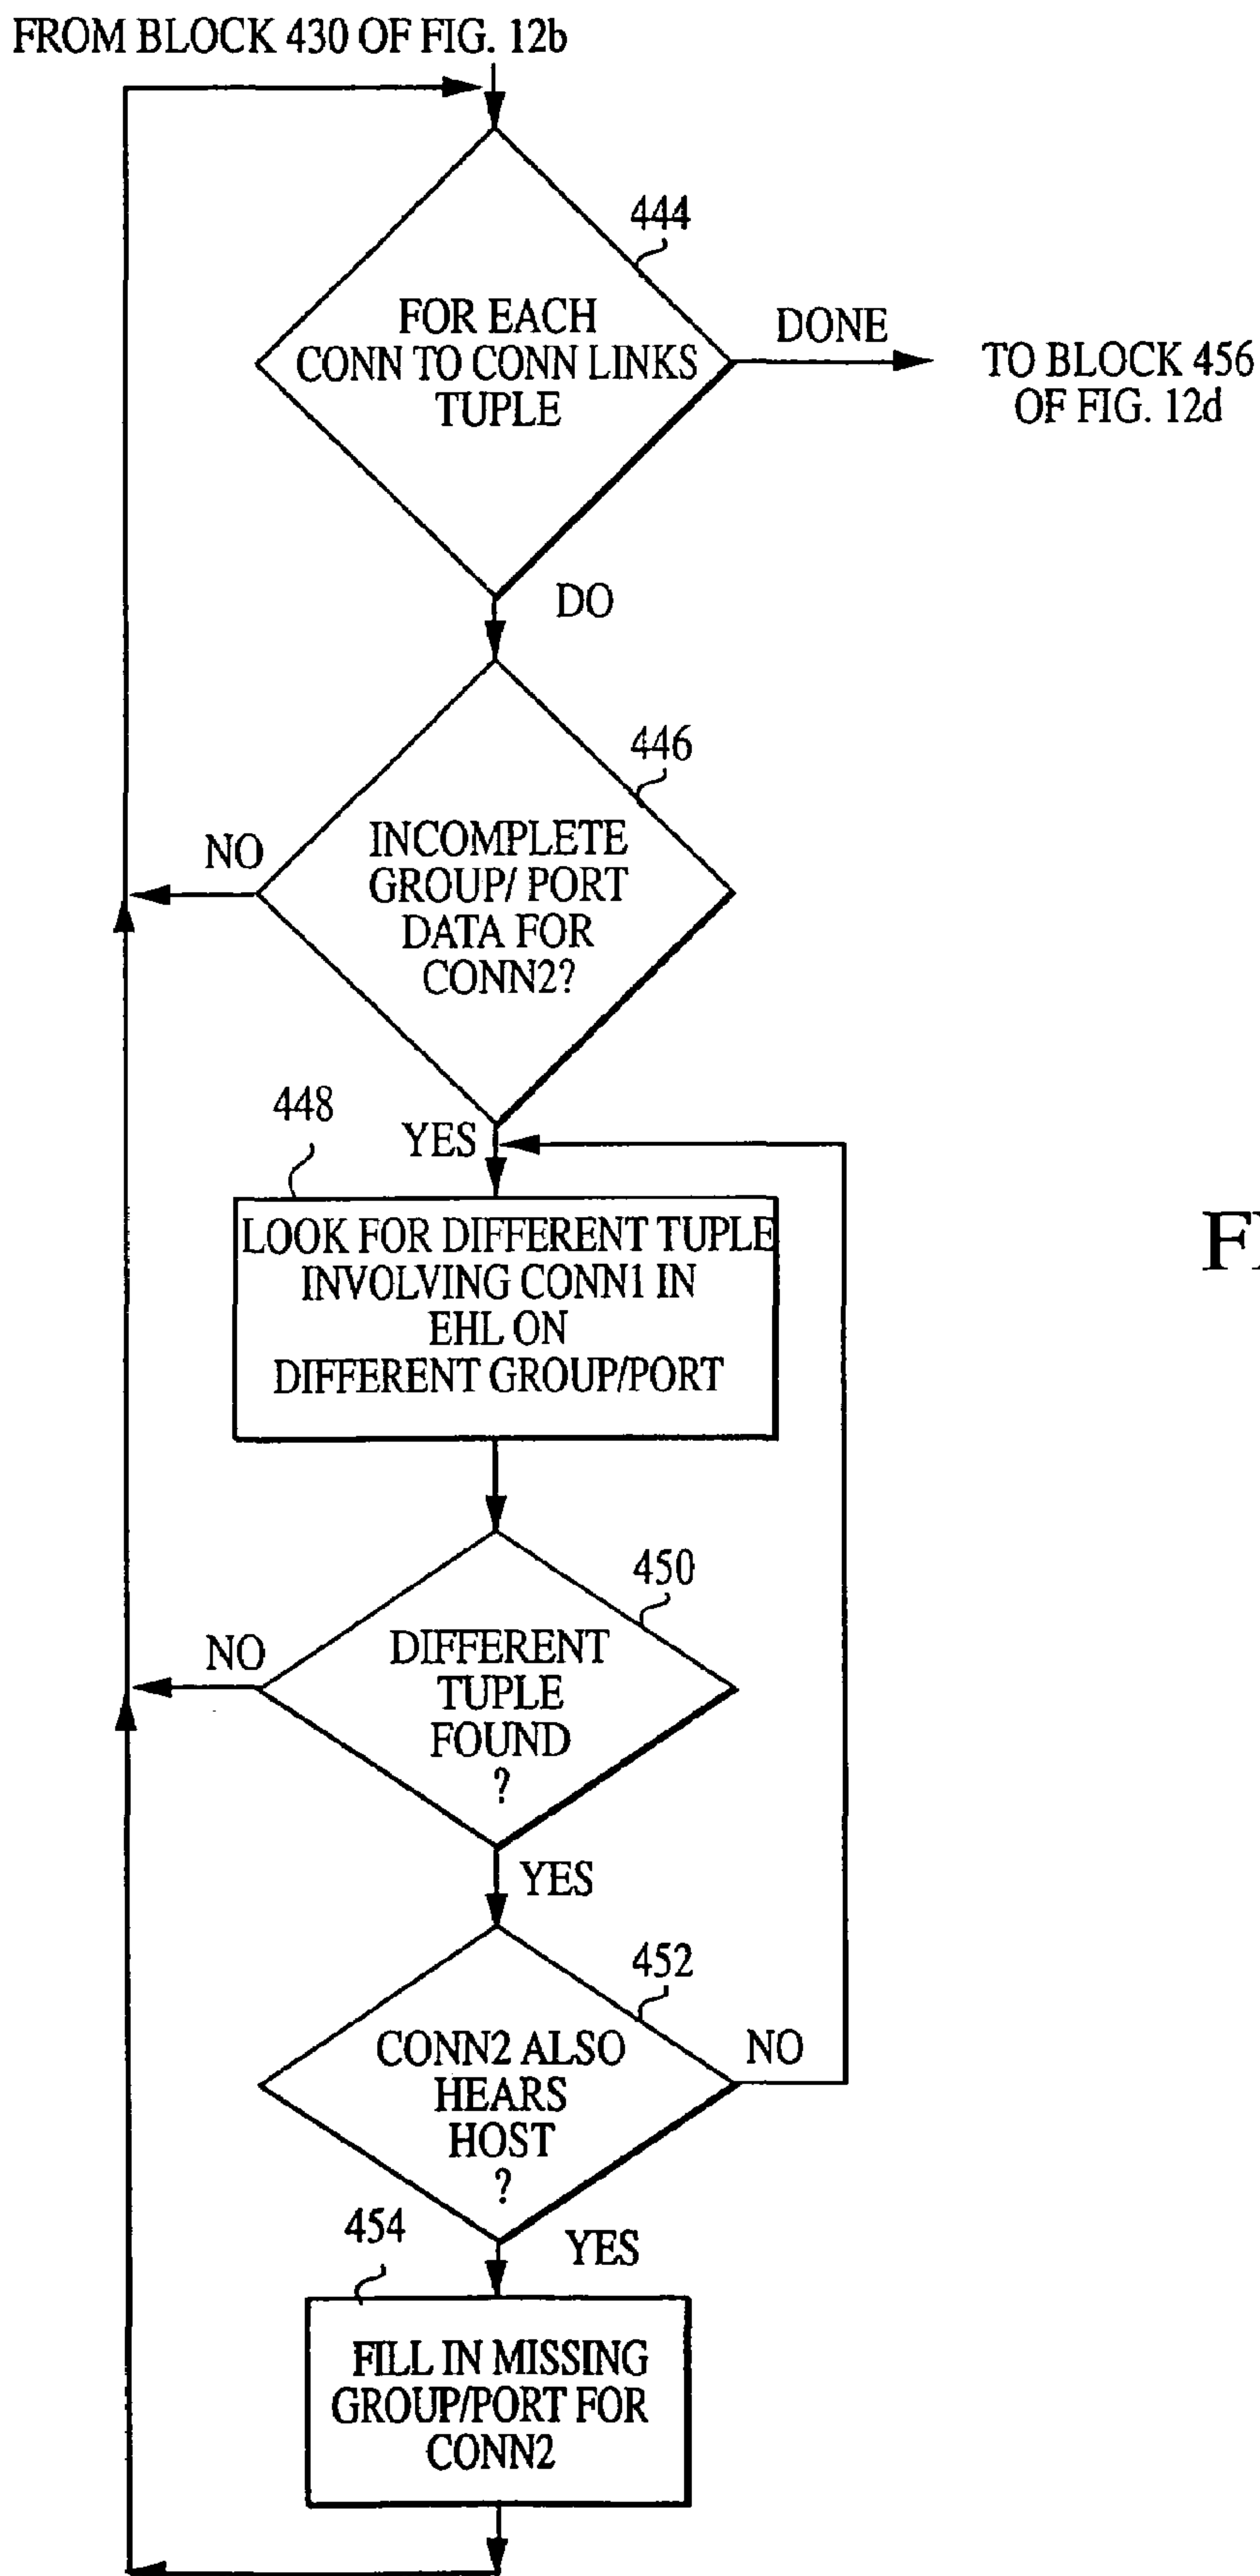 FROM BLOCK 430 OF FIG. 12b
444
FOR EACH
CONN TO CONN LINKS
TUPLE
DONE
TO BLOCK 456
OF FIG. 12d
DO
446
INCOMPLETE
GROUP/ PORT
DATA FOR
CONN2?
NO
YES
448
LOOK FOR DIFFERENT TUPLE
INVOLVING CONN1 IN
EHL ON
DIFFERENT GROUP/PORT
450
DIFFERENT
TUPLE
FOUND
?
NO
YES
452
CONN2 ALSO
HEARS
HOST
?
NO
YES
454
FILL IN MISSING
GROUP/PORT FOR
CONN2